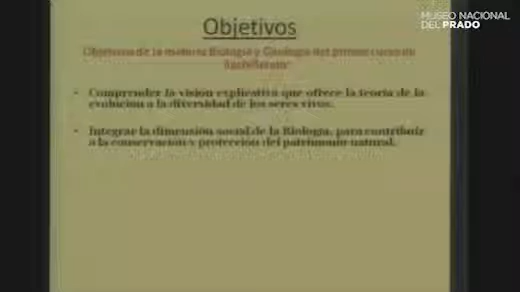 MUSEO NACIONAL
DEL PRADO
Objetivos
Objetivos de la materia Biología y Geología del primer curso de
Bachillerato:
• Comprender la visión explicativa que ofrece la teoría de la
evolución a la diversidad de los seres vivos.
• Integrar la dimensión social de la Biología, para contribuir
a la conservación y protección del patrimonio natural.